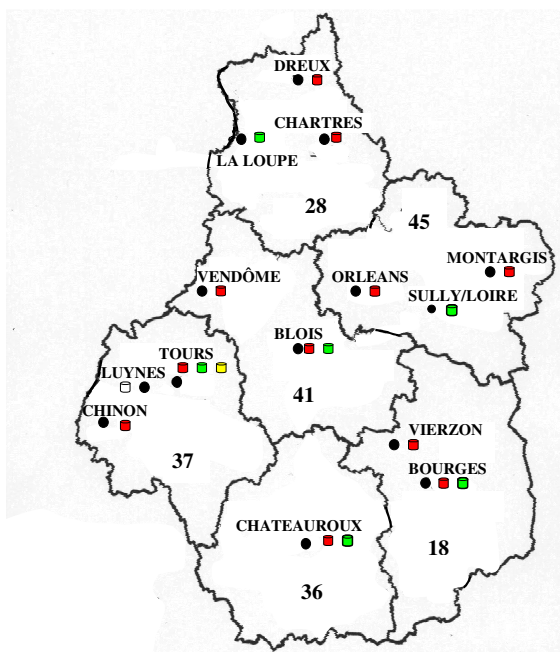 DREUX
CHARTRES
LA LOUPE
28
45
MONTARGIS
VENDÔME
ORLEANS
SULLY/LOIRE
BLOIS
TOURS
LUYNES
41
CHINON
37
VIERZON
BOURGES
CHATEAUROUX
18
36